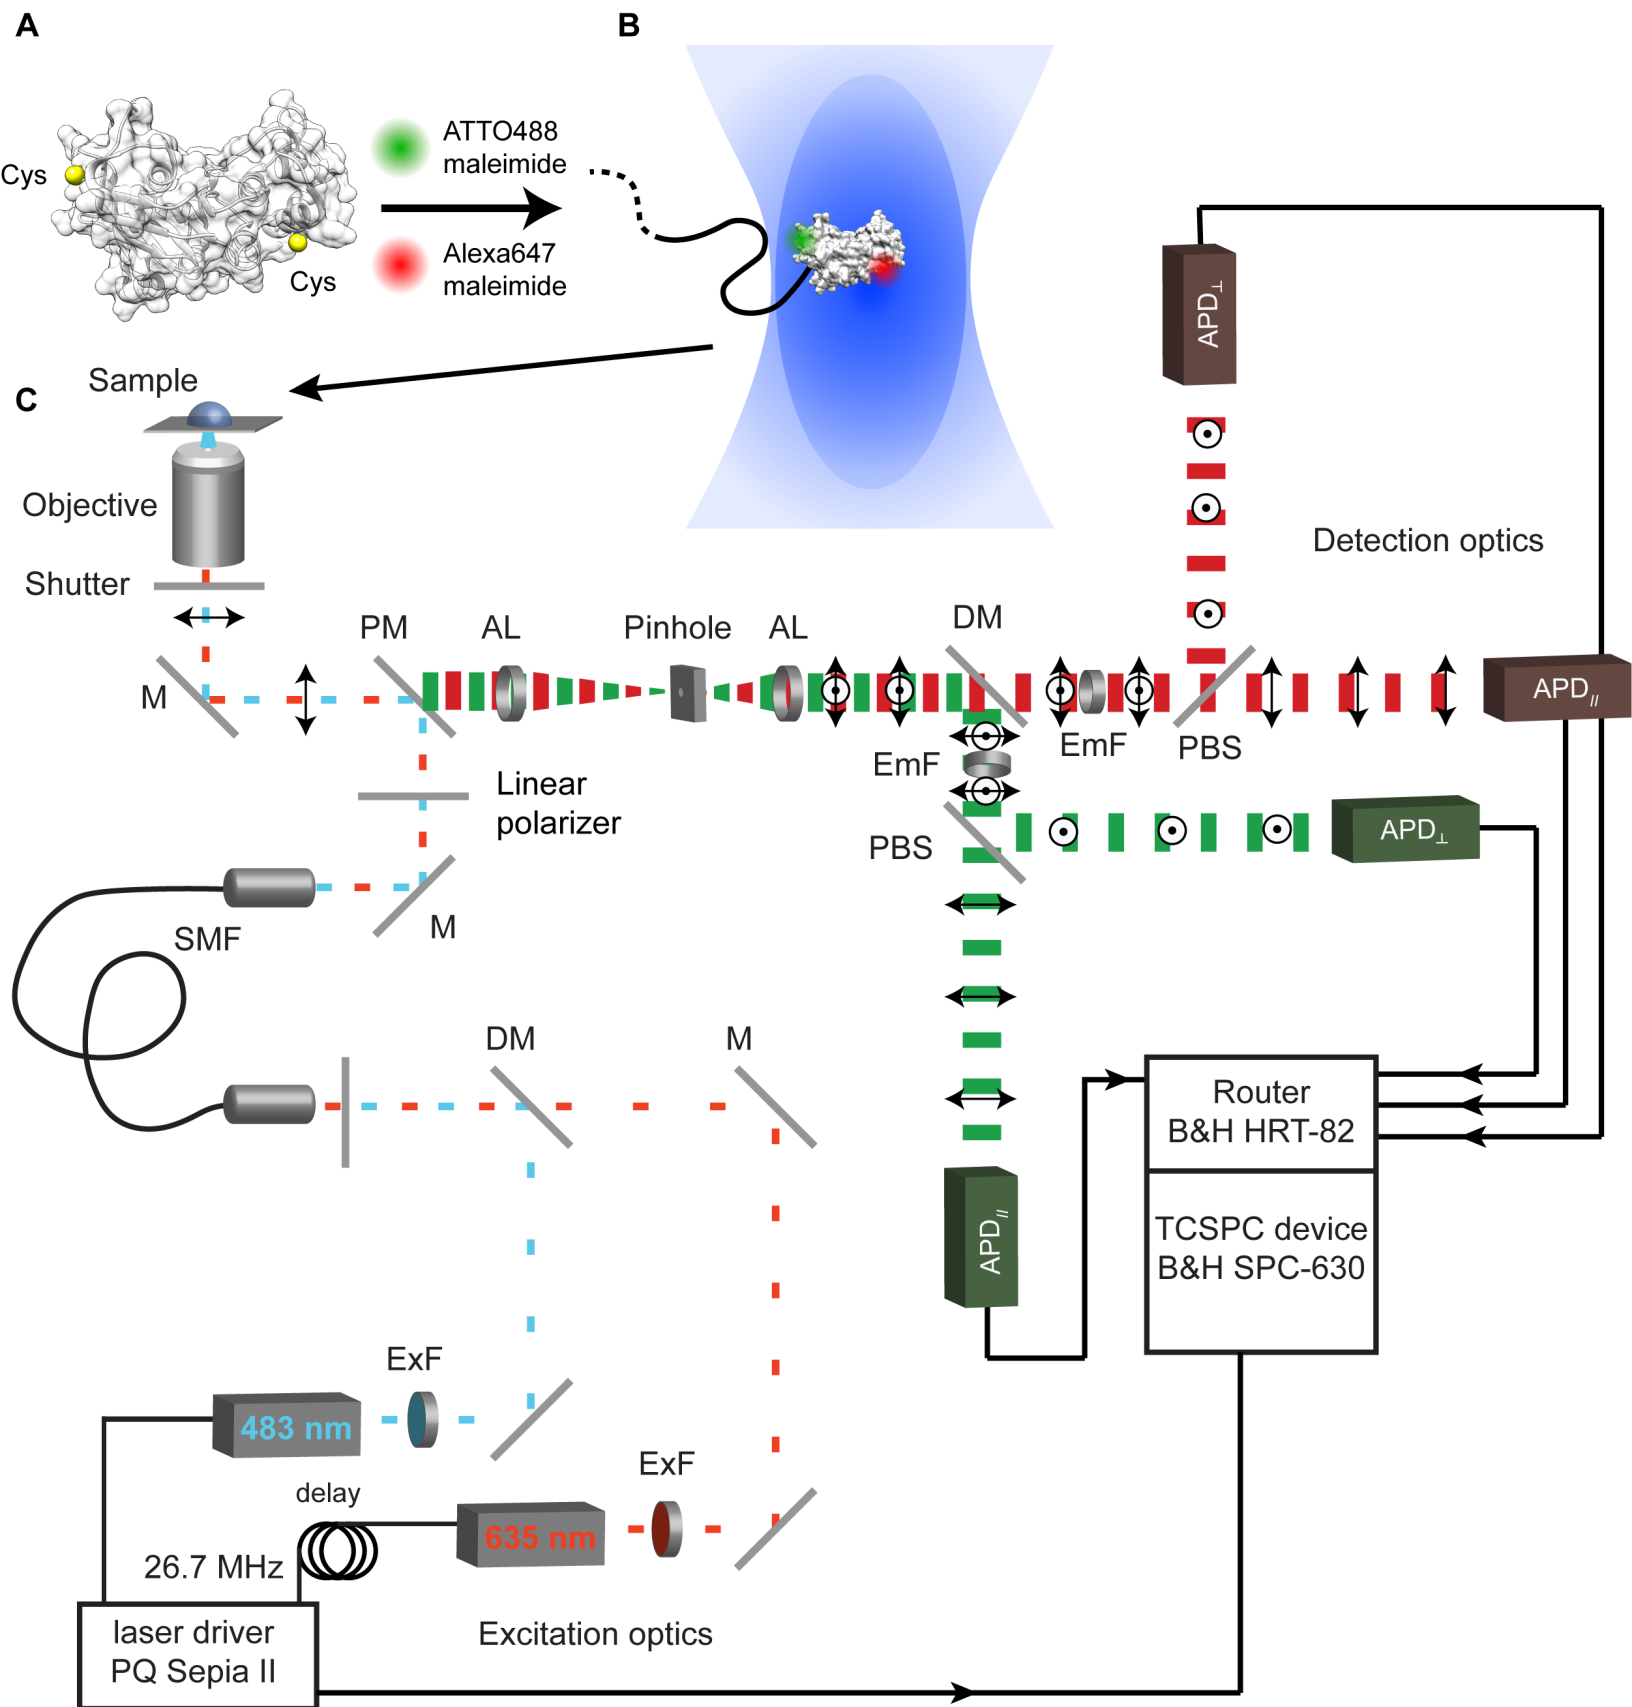 A
B
Cys
Cys
ATTO488
maleimide
Alexa647
maleimide
C
Sample
Objective
Shutter
M
PM
AL
Pinhole
AL
DM
EmF
EmF
PBS
PBS
Detection optics
APD⊥
APD//
APD⊥
APD//
Linear
polarizer
M
SMF
DM
M
Router
B&H HRT-82
TCSPC device
B&H SPC-630
ExF
483 nm
ExF
delay
635 nm
26.7 MHz
laser driver
PQ Sepia II
Excitation optics